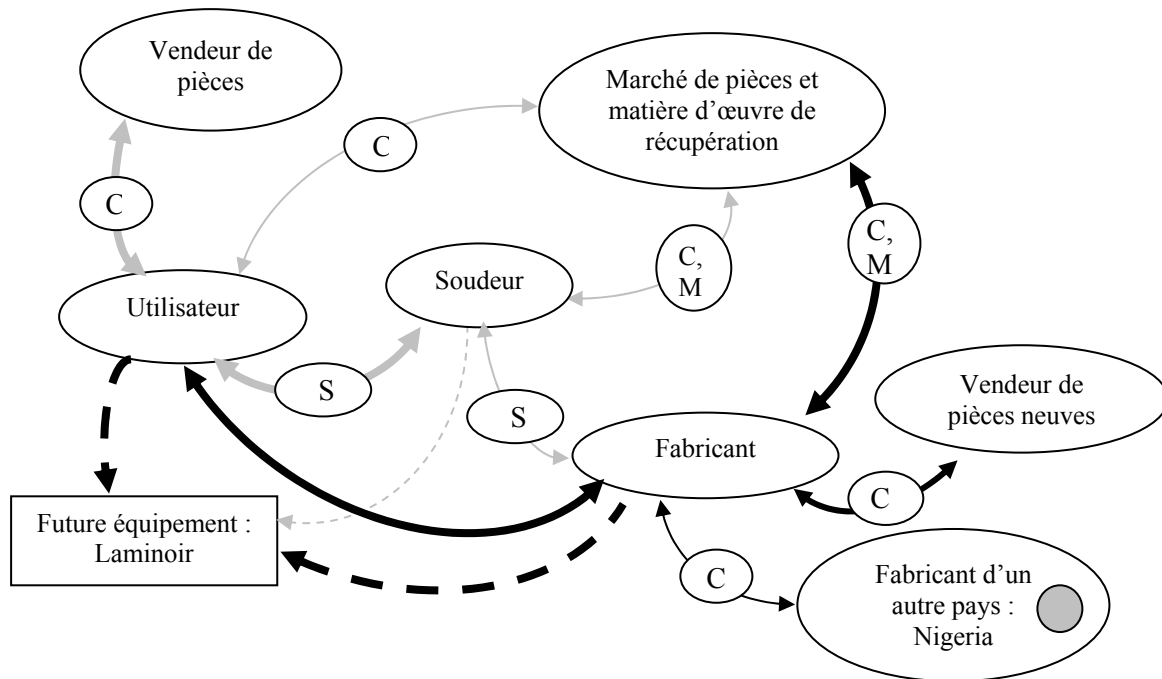 Vendeur de
pièces
Marché de pièces et
matière d’œuvre de
récupération
C
C
C,
M
C,
M
Utilisateur
Soudeur
S
S
Vendeur de
pièces neuves
Fabricant
C
Future équipement :
Laminoir
C
Fabricant d’un
autre pays :
Nigeria